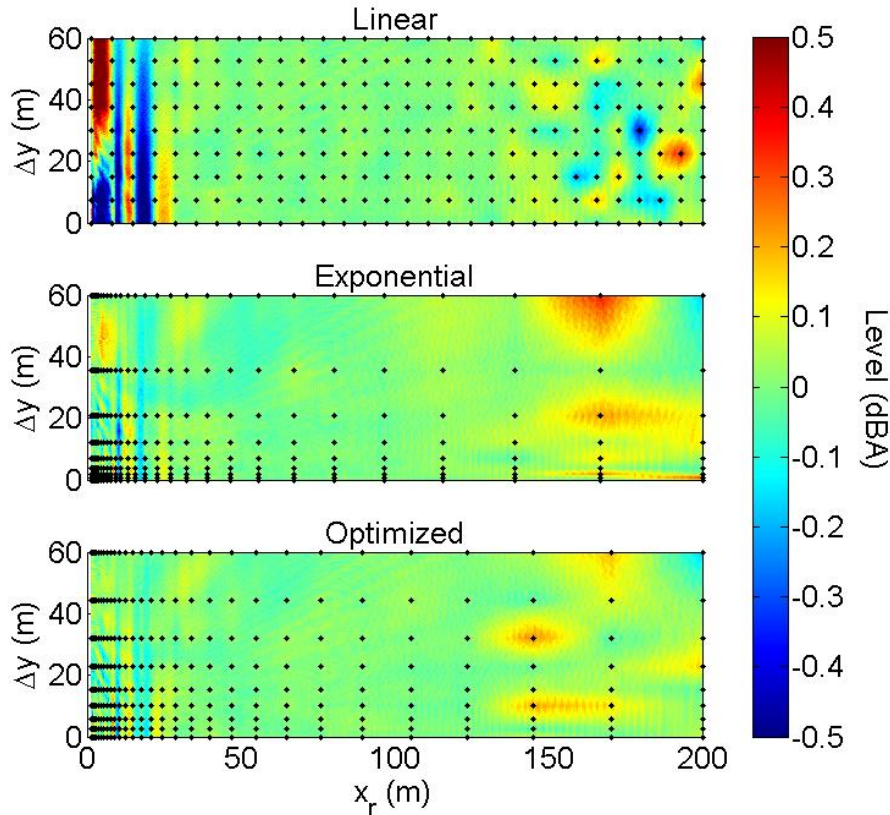 Linear
60
40
20
0
Δy (m)
Exponential
60
40
20
0
Δy (m)
Optimized
60
40
20
0
Δy (m)
0 50 100 150 200
x_r (m)
0.5
0.4
0.3
0.2
0.1
0
-0.1
-0.2
-0.3
-0.4
-0.5
Level (dBA)